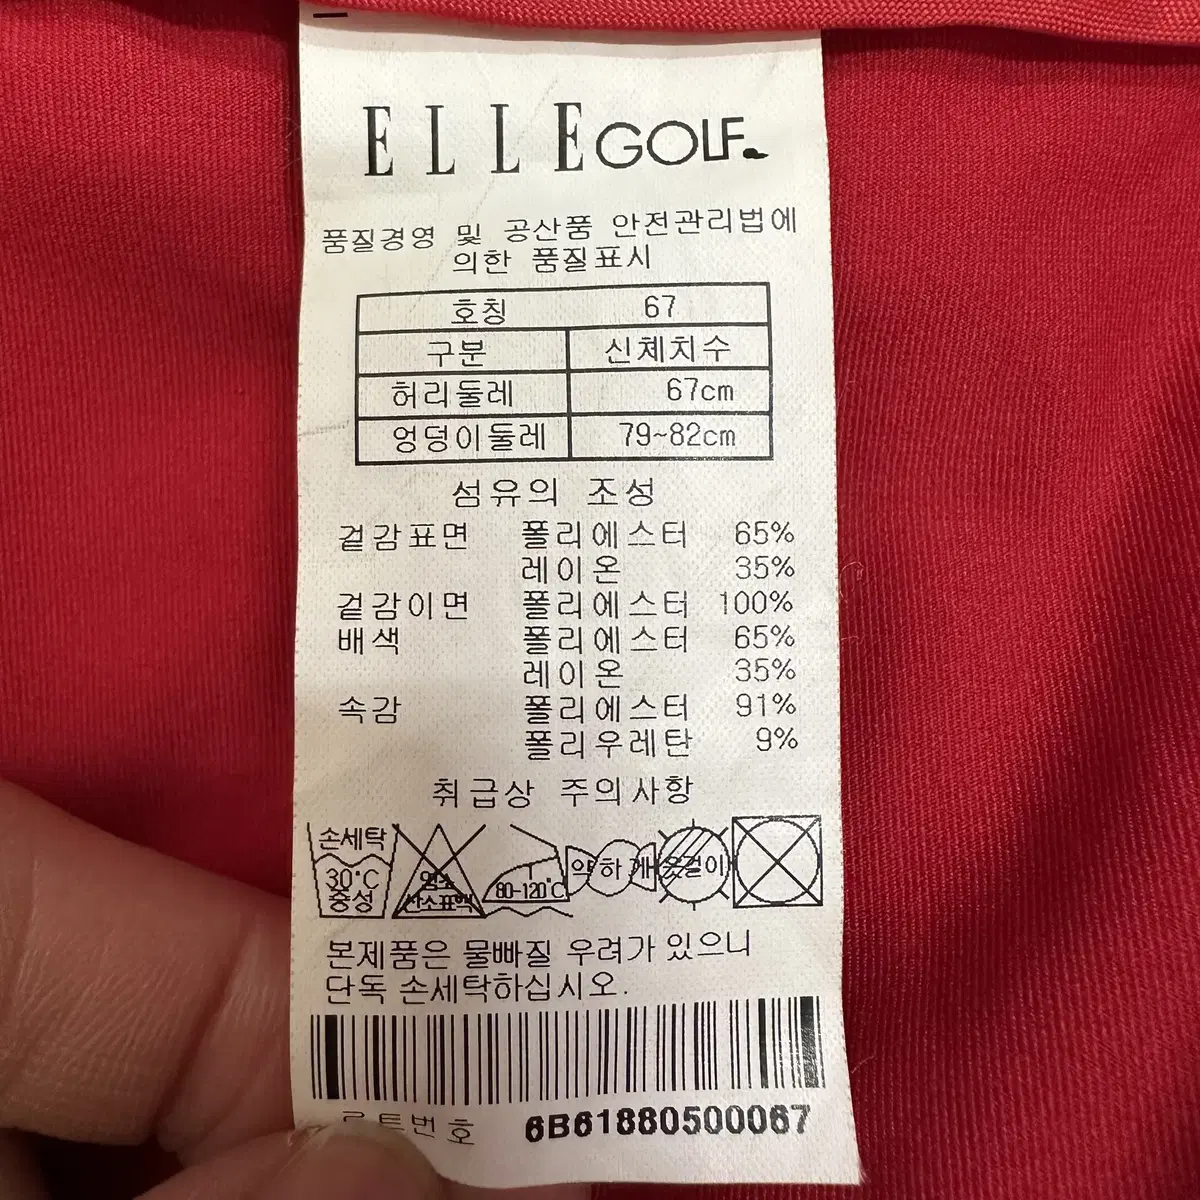 ELLE GOLF
품질경영 및 공산품 안전관리법에
의한 품질표시
호칭 67
구분 신체치수
허리둘레 67cm
엉덩이둘레 79~82cm
섬유의 조성
겉감표면 폴리에스터 65%
레이온 35%
겉감이면 폴리에스터 100%
배색 폴리에스터 65%
레이온 35%
속감 폴리에스터 91%
폴리우레탄 9%
취급상 주의사항
손세탁 30°C 중성
염소 산소표백
80-120°C
약하게
옷걸이
본제품은 물빠질 우려가 있으니
단독 손세탁하십시오.
번호 6B61880500067